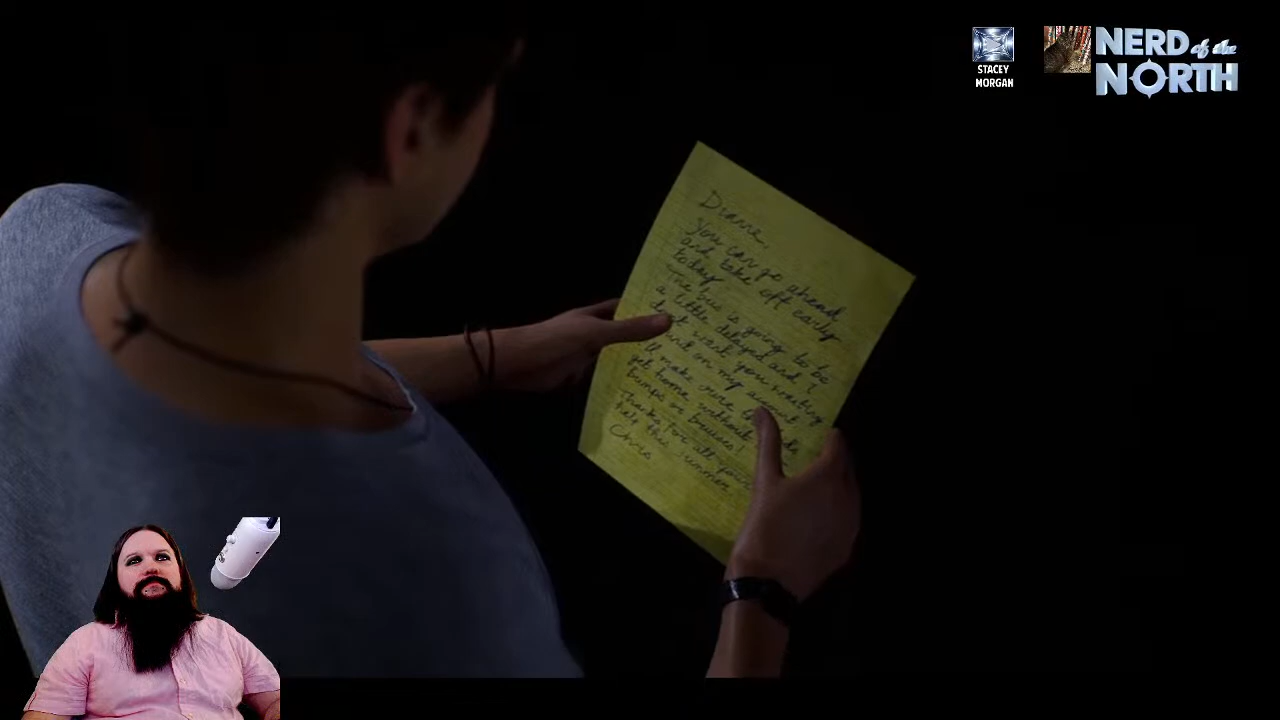 STACEY
MORGAN
NERD of the
NORTH
Dianne,
You can go ahead
and take off early
today
The bus is going to be
a little delayed and I
don't want you waiting
around on my account
I'll make sure the kids
get home without
bumps or bruises!
Thanks for all your
help this summer
Chris